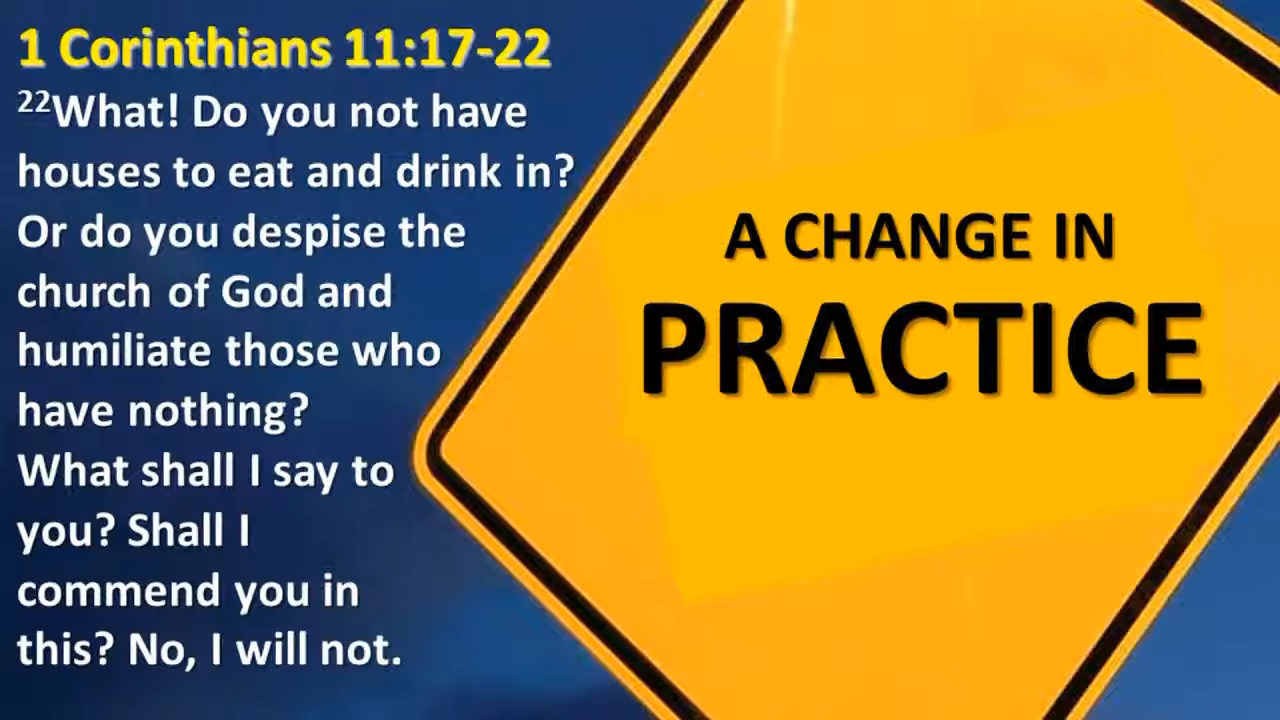 1 Corinthians 11:17-22
²²What! Do you not have
houses to eat and drink in?
Or do you despise the
church of God and
humiliate those who
have nothing?
What shall I say to
you? Shall I
commend you in
this? No, I will not.
A CHANGE IN
PRACTICE